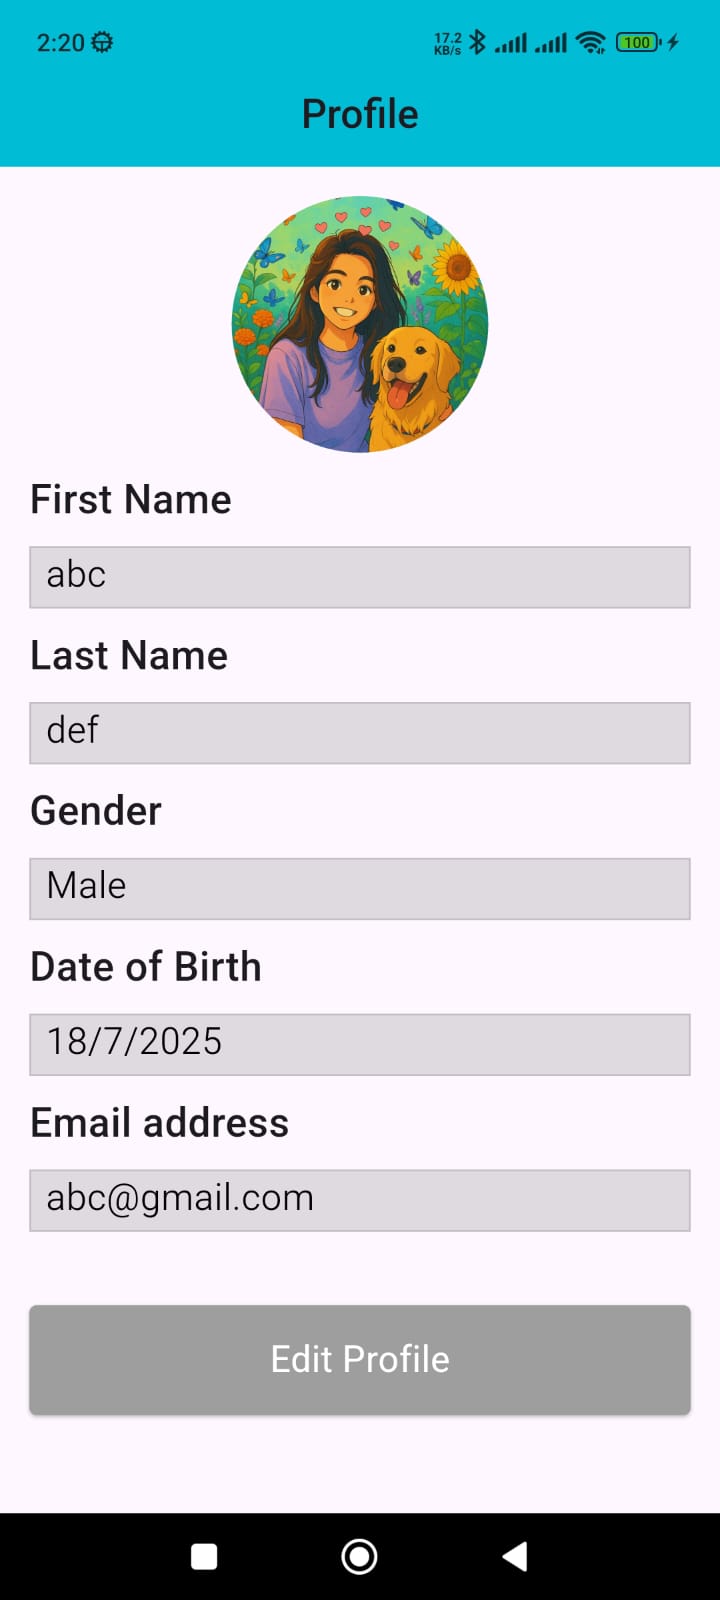 2:20
17.2
KB/s
100
Profile
First Name
abc
Last Name
def
Gender
Male
Date of Birth
18/7/2025
Email address
abc@gmail.com
Edit Profile